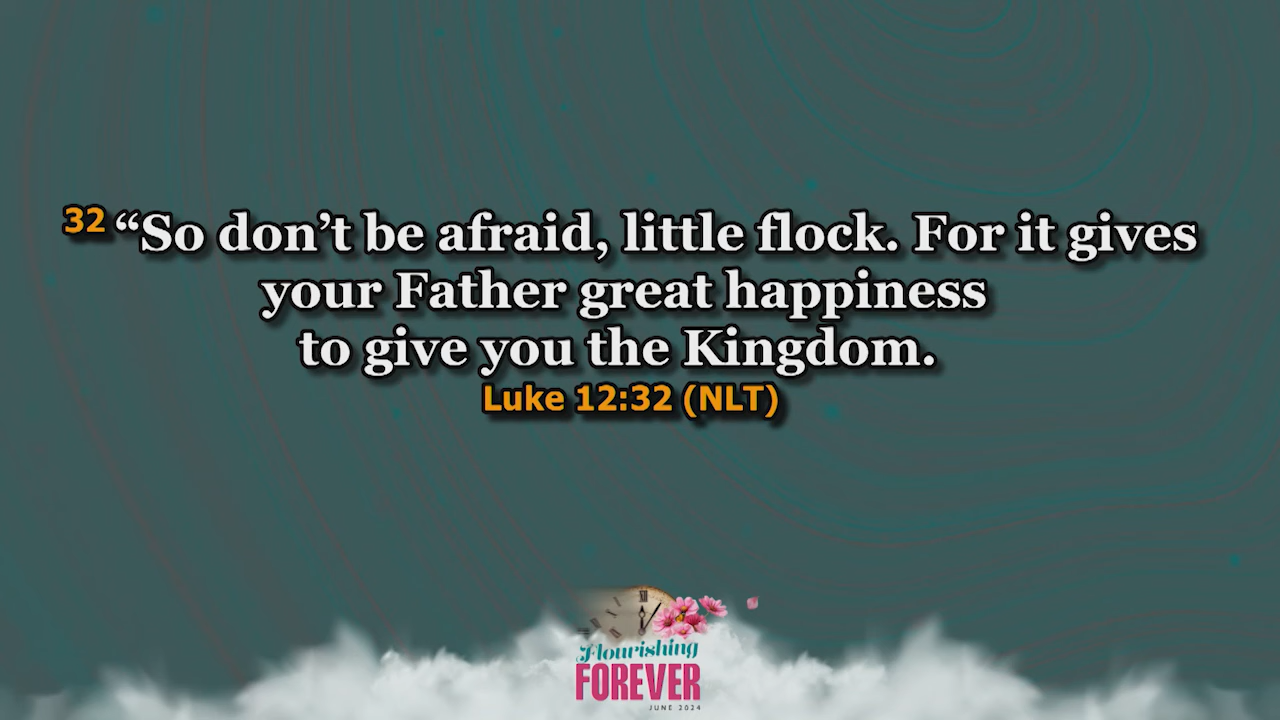 32 “So don’t be afraid, little flock. For it gives
your Father great happiness
to give you the Kingdom.
Luke 12:32 (NLT)
XII
Flourishing
FOREVER
JUNE 2024